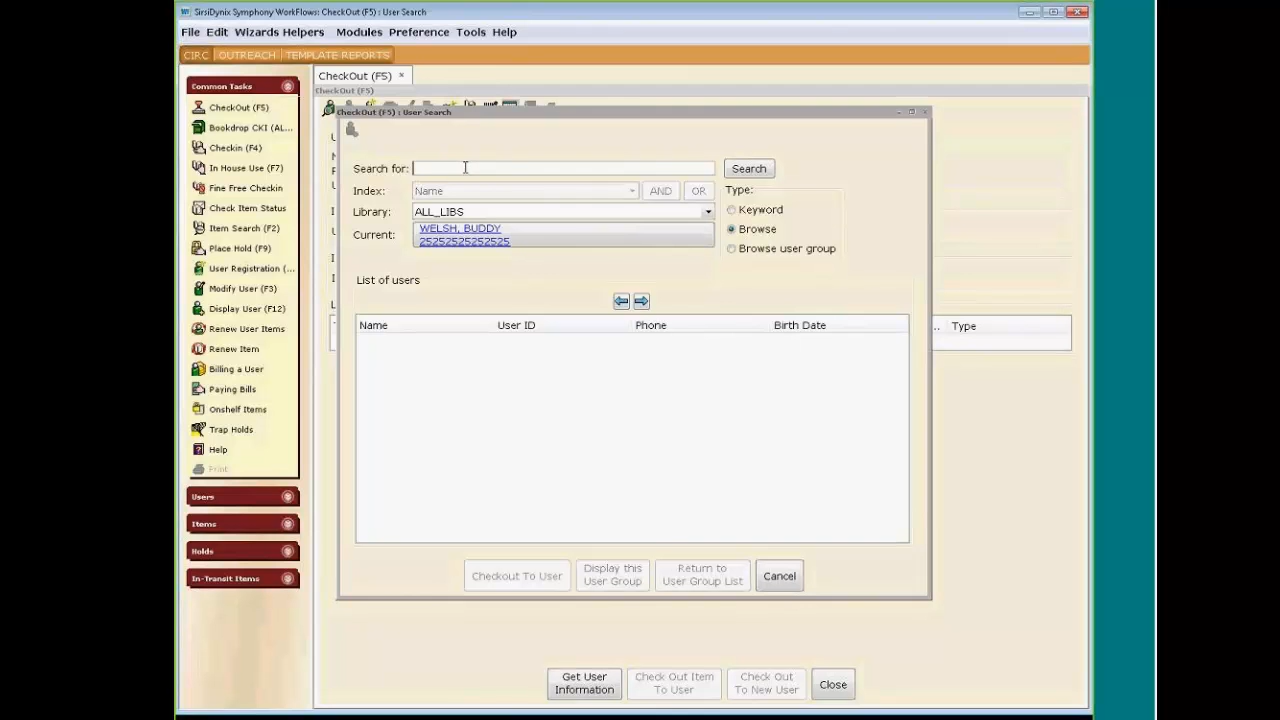 SirsiDynix Symphony WorkFlows: CheckOut (F5) : User Search
File Edit Wizards Helpers Modules Preference Tools Help
CIRC OUTREACH TEMPLATE REPORTS
Common Tasks
CheckOut (F5)
Bookdrop CKI (AL...
Checkin (F4)
In House Use (F7)
Fine Free Checkin
Check Item Status
Item Search (F2)
Place Hold (F9)
User Registration (...
Modify User (F3)
Display User (F12)
Renew User Items
Renew Item
Billing a User
Paying Bills
Onshelf Items
Trap Holds
Help
Print
Users
Items
Holds
In-Transit Items
CheckOut (F5) ×
CheckOut (F5)
CheckOut (F5) : User Search
Search for: Search
Index: Name AND OR
Library: ALL_LIBS
Current: WELSH, BUDDY
25252525252525
Type:
Keyword
Browse
Browse user group
List of users
Name User ID Phone Birth Date
.. Type
Checkout To User
Display this User Group
Return to User Group List
Cancel
Get User Information
Check Out Item To User
Check Out To New User
Close